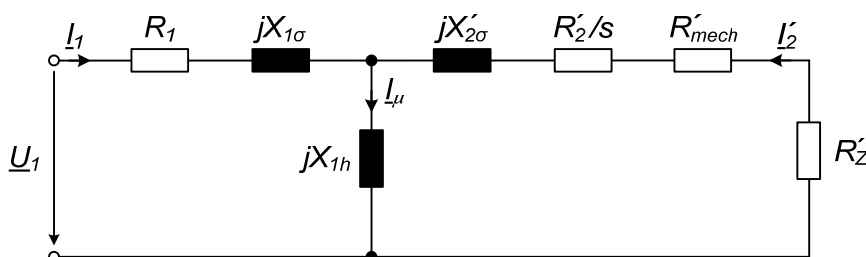 I1 R1 jX1σ jX′2σ R′2/s R′mech I′2
Iμ
U1 jX1h R′Z